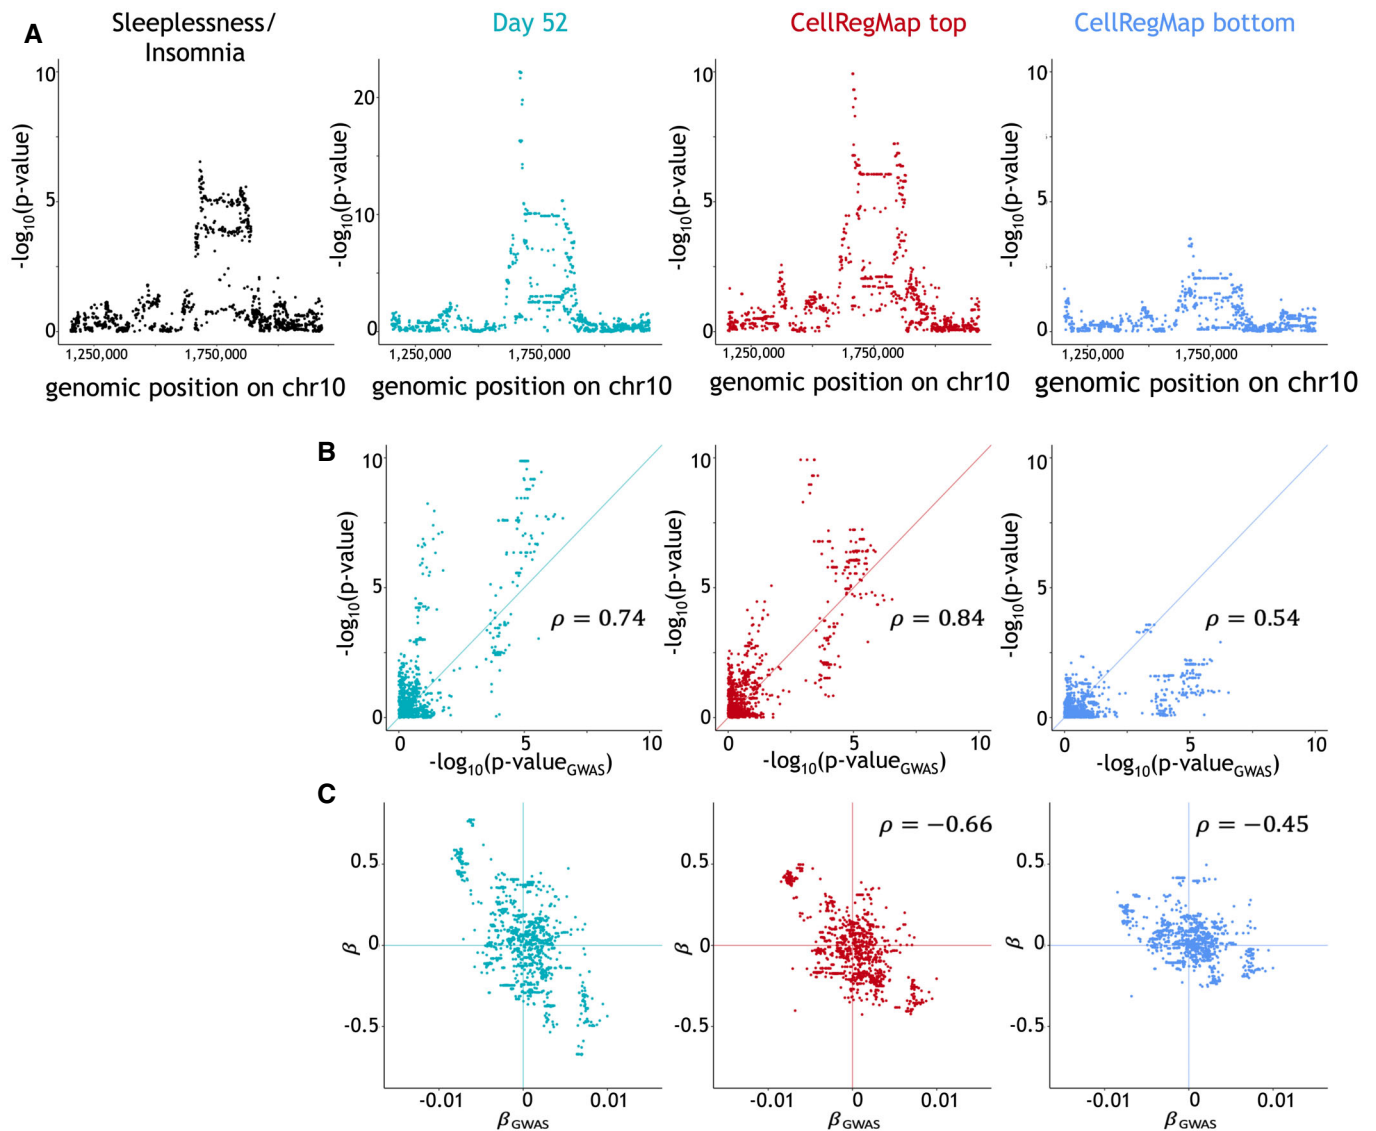 A
Sleeplessness/
Insomnia
Day 52
CellRegMap top
CellRegMap bottom
-log10(p-value)
10
5
0
1,250,000
1,750,000
genomic position on chr10
-log10(p-value)
20
10
0
1,250,000
1,750,000
genomic position on chr10
-log10(p-value)
10
5
0
1,250,000
1,750,000
genomic position on chr10
-log10(p-value)
10
5
0
1,250,000
1,750,000
genomic position on chr10
B
-log10(p-value)
10
5
0
ρ = 0.74
0
5
10
-log10(p-valueGWAS)
-log10(p-value)
10
5
0
ρ = 0.84
0
5
10
-log10(p-valueGWAS)
-log10(p-value)
10
5
0
ρ = 0.54
0
5
10
-log10(p-valueGWAS)
C
β
0.5
0
-0.5
-0.01
0
0.01
βGWAS
β
0.5
0
-0.5
ρ = −0.66
-0.01
0
0.01
βGWAS
β
0.5
0
-0.5
ρ = −0.45
-0.01
0
0.01
βGWAS